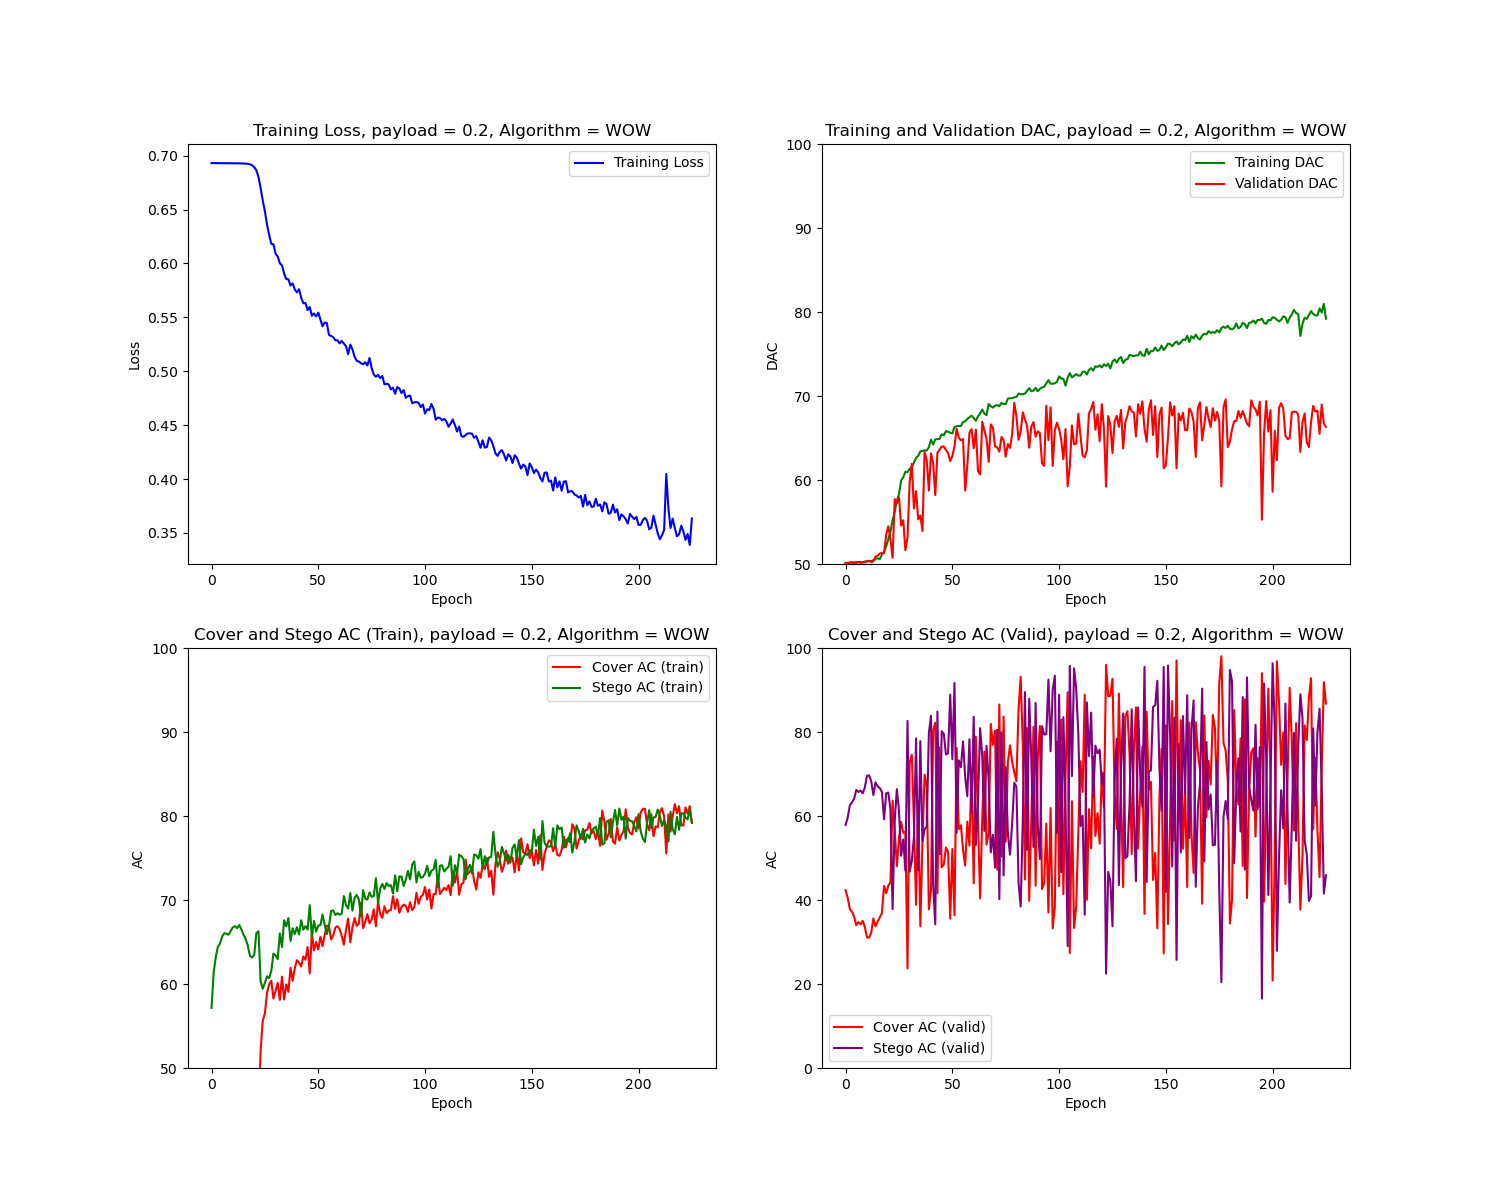 Training Loss, payload = 0.2, Algorithm = WOW
Training Loss
0.70
0.65
0.60
0.55
0.50
0.45
0.40
0.35
Loss
0 50 100 150 200
Epoch
Training and Validation DAC, payload = 0.2, Algorithm = WOW
Training DAC
Validation DAC
100
90
80
70
60
50
DAC
0 50 100 150 200
Epoch
Cover and Stego AC (Train), payload = 0.2, Algorithm = WOW
Cover AC (train)
Stego AC (train)
100
90
80
70
60
50
AC
0 50 100 150 200
Epoch
Cover and Stego AC (Valid), payload = 0.2, Algorithm = WOW
100
80
60
40
20
0
AC
Cover AC (valid)
Stego AC (valid)
0 50 100 150 200
Epoch